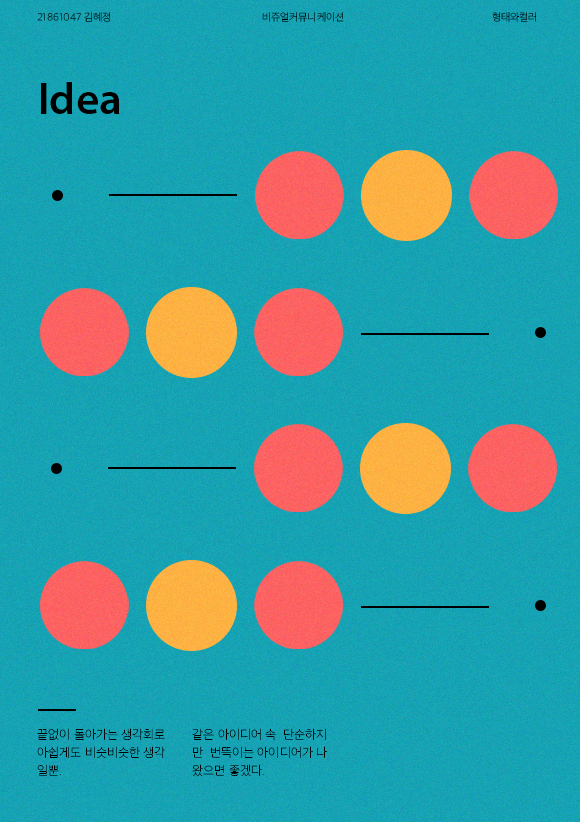 21861047 김혜정
비쥬얼커뮤니케이션
형태와컬러
Idea
끝없이 돌아가는 생각회로
아쉽게도 비슷비슷한 생각
일뿐.
같은 아이디어 속 단순하지
만 번뜩이는 아이디어가 나
왔으면 좋겠다.